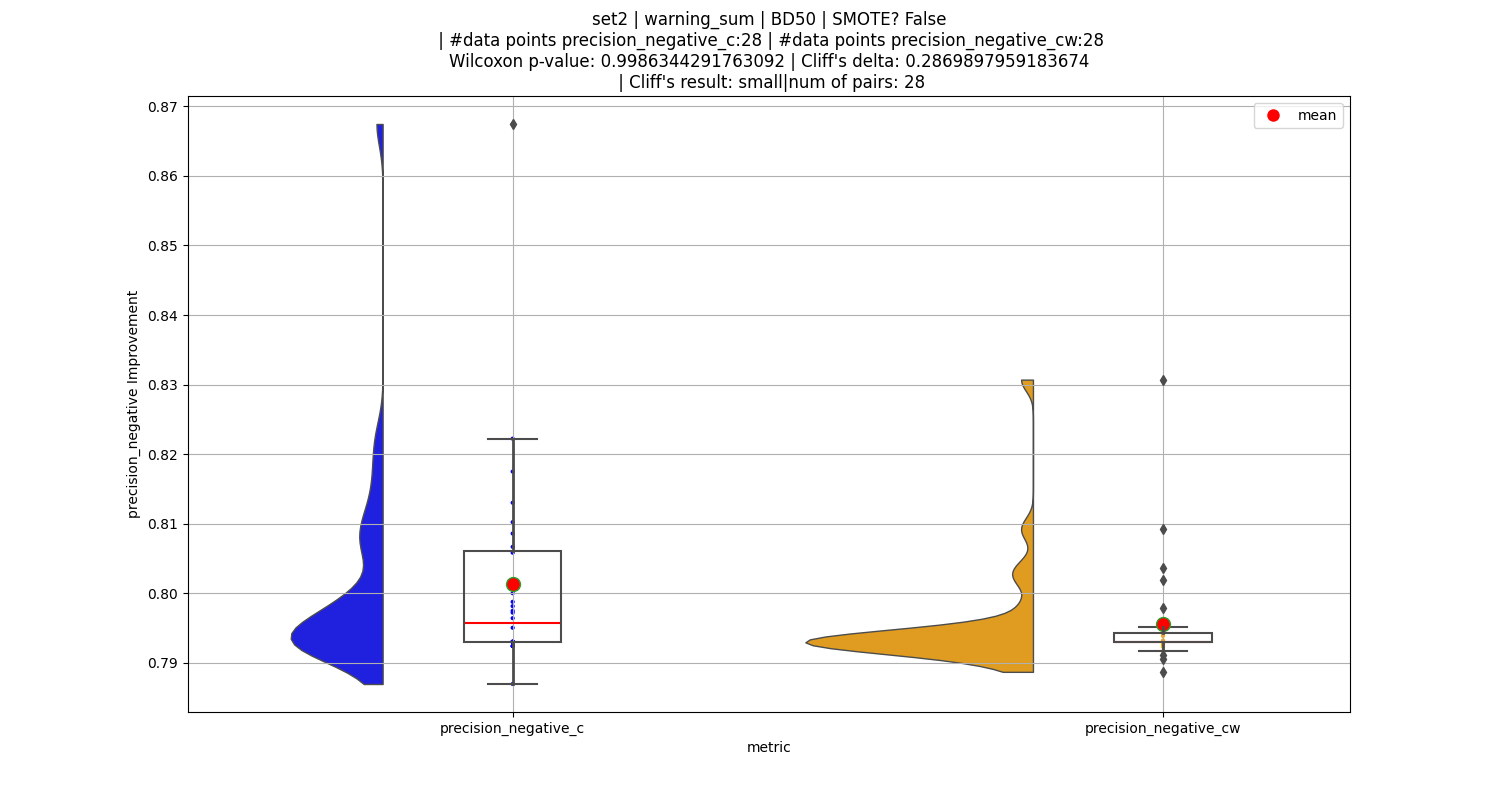 set2 | warning_sum | BD50 | SMOTE? False
| #data points precision_negative_c:28 | #data points precision_negative_cw:28
Wilcoxon p-value: 0.9986344291763092 | Cliff's delta: 0.2869897959183674
| Cliff's result: small|num of pairs: 28
mean
0.87
0.86
0.85
0.84
0.83
0.82
0.81
0.80
0.79
precision_negative Improvement
precision_negative_c
precision_negative_cw
metric